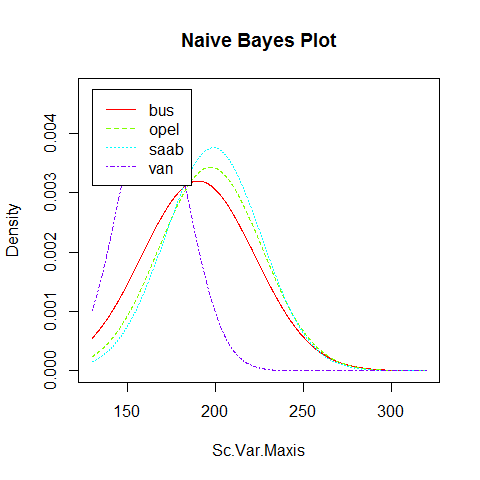 Naive Bayes Plot
bus
opel
saab
van
Density
0.000
0.001
0.002
0.003
0.004
150
200
250
300
Sc.Var.Maxis